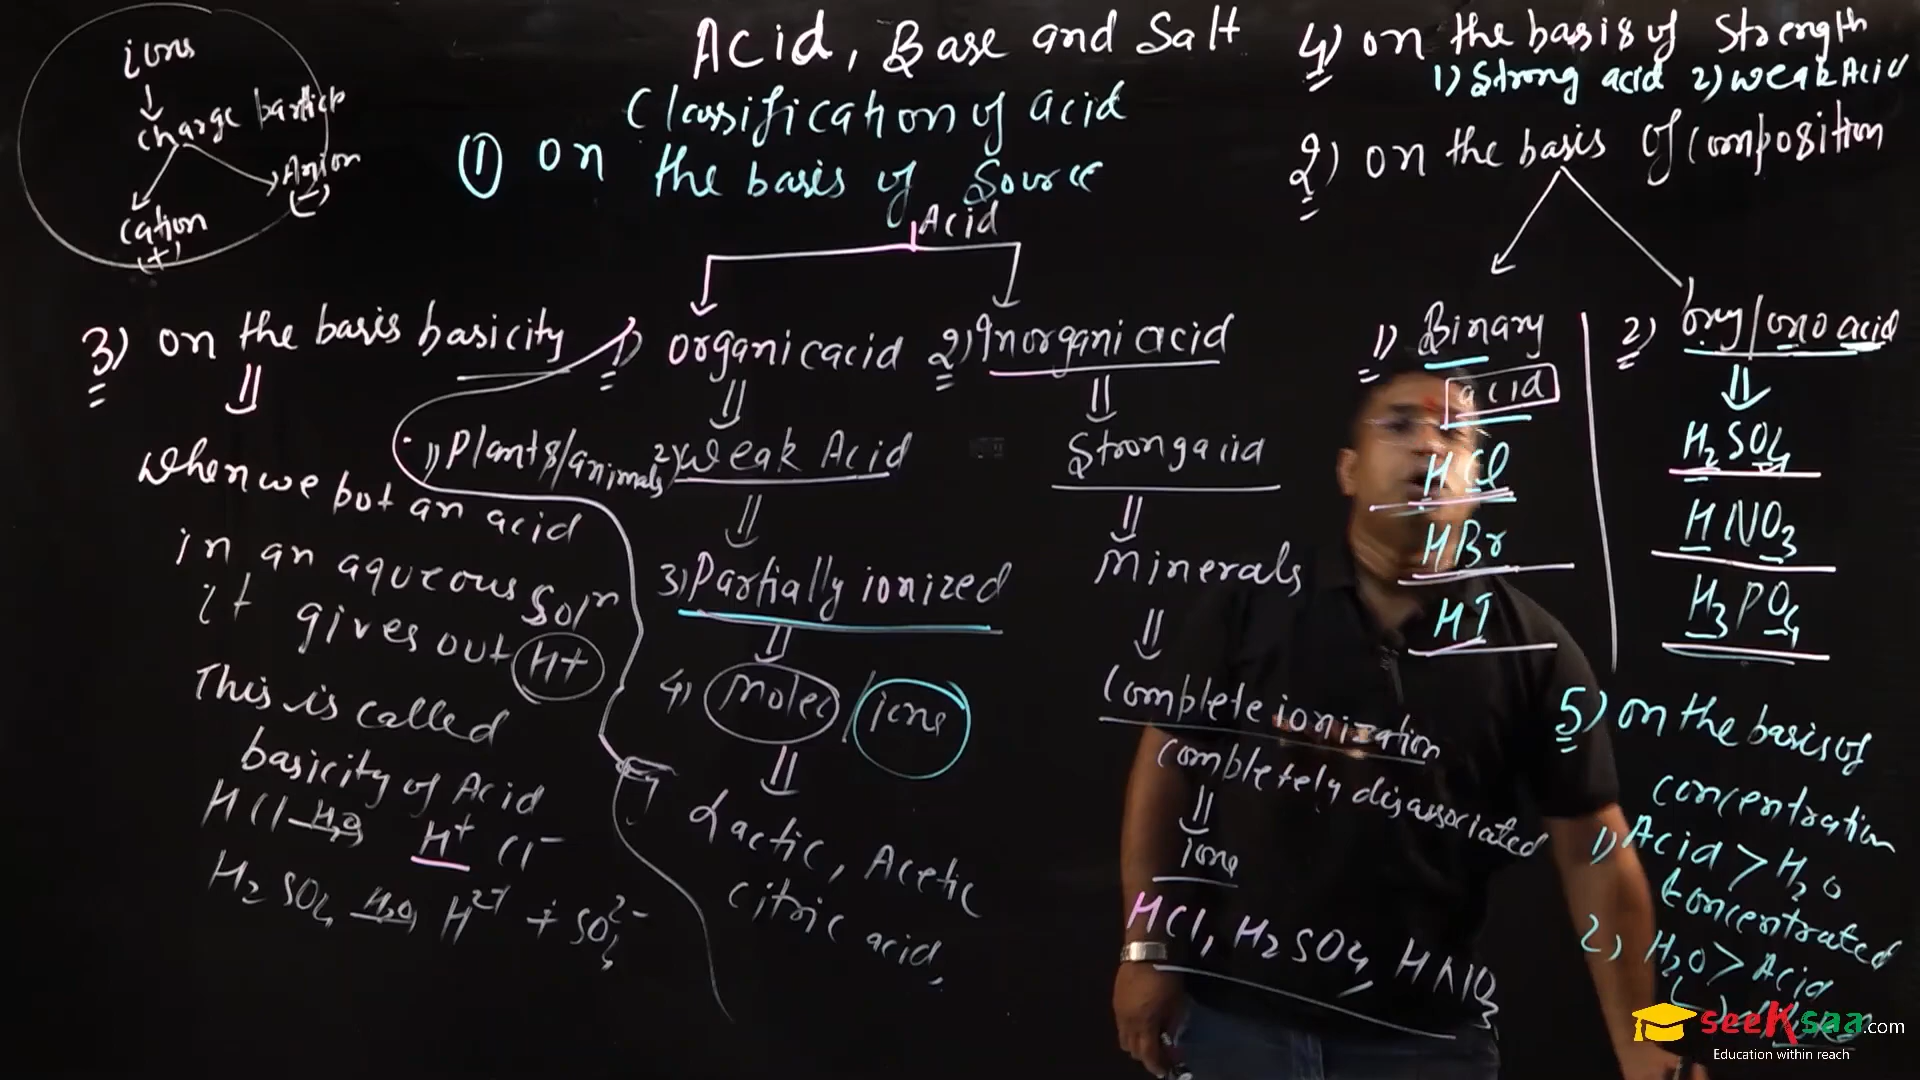 ions
charge particle
Anion
(-)
cation
(+)
Acid, Base and Salt
Classification of acid
① on the basis of Source
Acid
1) organic acid
2) Inorgani acid
1) Plants/animals
2) weak Acid
3) Partially ionized
4) Molec / ions
Lactic, Acetic
citric acid,
Strong acid
Minerals
Complete ionization
completely disassociated
ions
HCl, H2SO4, HNO3
3) on the basis basicity
when we put an acid
in an aqueous Soln
it gives out H+
This is called
basicity of Acid
HCl H2O H+ Cl-
H2SO4 H2O H2+ + SO4 2-
4) on the basis of Strength
1) Strong acid 2) weak Acid
2) on the basis of composition
1) Binary
acid
HCl
HBr
HI
2) oxy/oxo acid
H2SO4
HNO3
H3PO4
5) on the basis of
concentration
1) Acid > H2O
concentrated
2) H2O > Acid
seeKsaa.com
Education within reach